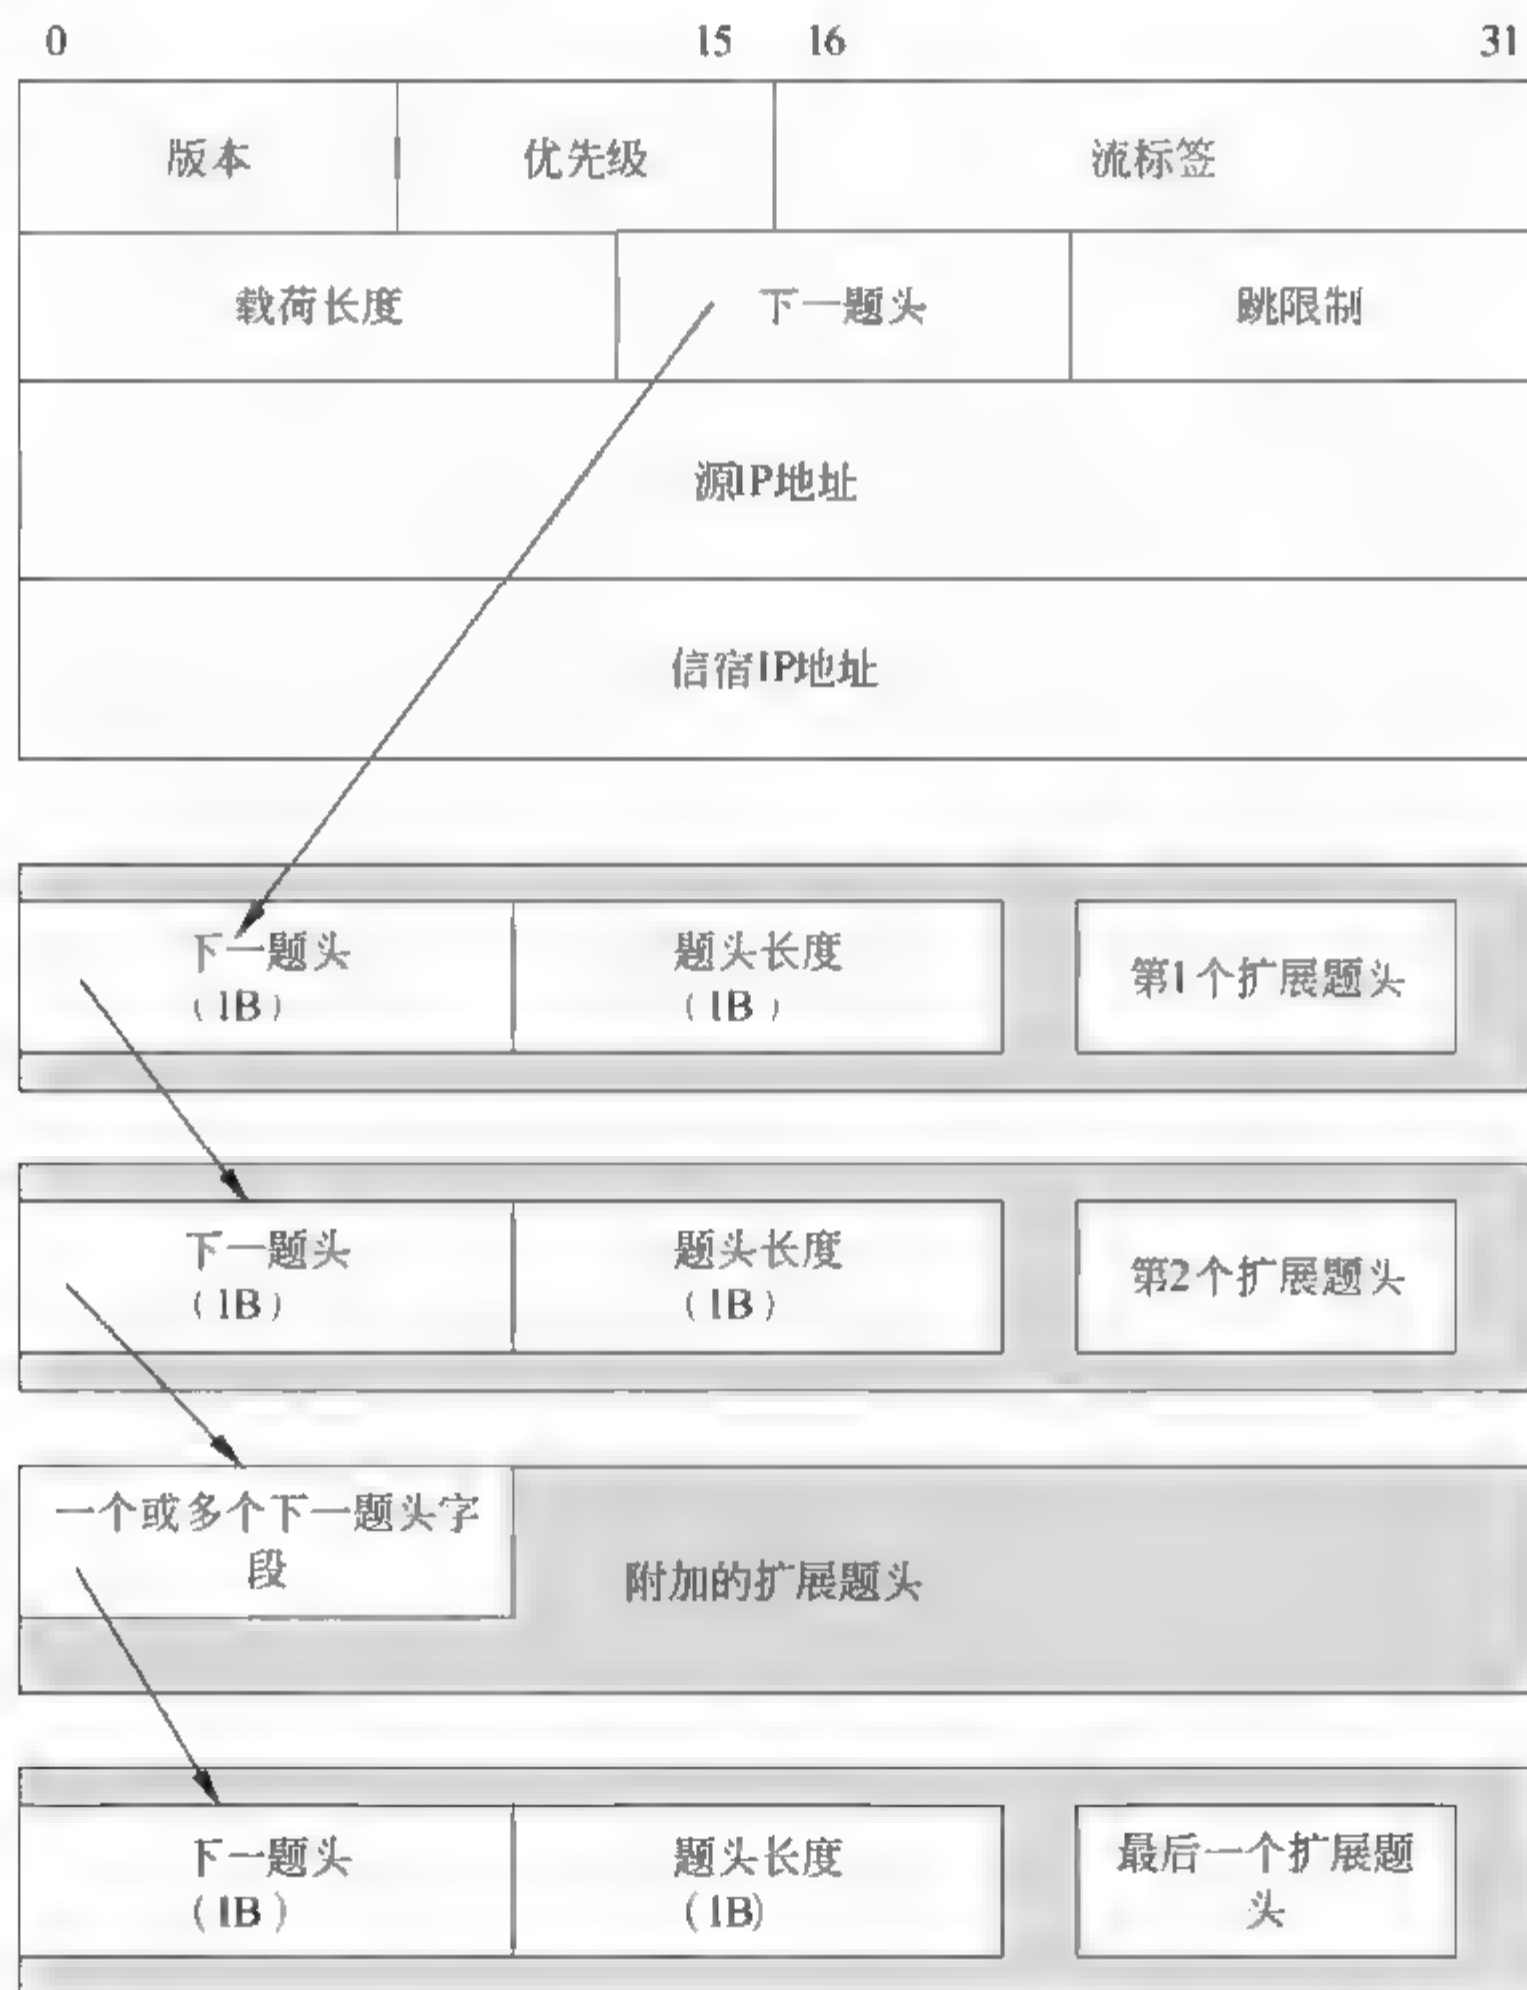 0 15 16 31
版本 优先级 流标签
载荷长度 下一题头 跳限制
源IP地址
信宿IP地址
下一题头 题头长度 第1个扩展题头
(1B) (1B)
下一题头 题头长度 第2个扩展题头
(1B) (1B)
一个或多个下一题头字
段
附加的扩展题头
下一题头 题头长度 最后一个扩展题
(1B) (1B) 头